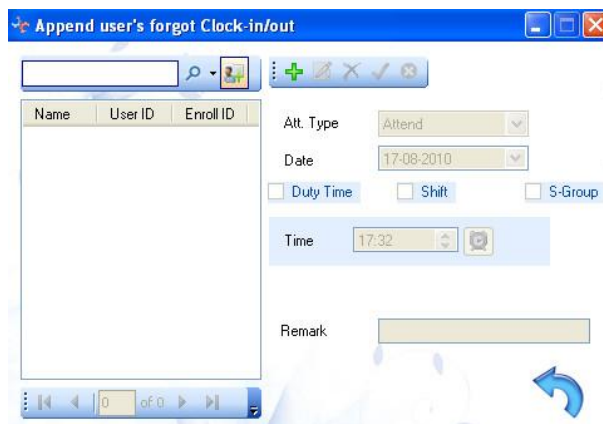 Append user's forgot Clock-in/out
Name User ID Enroll ID
Att. Type Attend
Date 17-08-2010
Duty Time Shift S-Group
Time 17:32
Remark
0 of 0